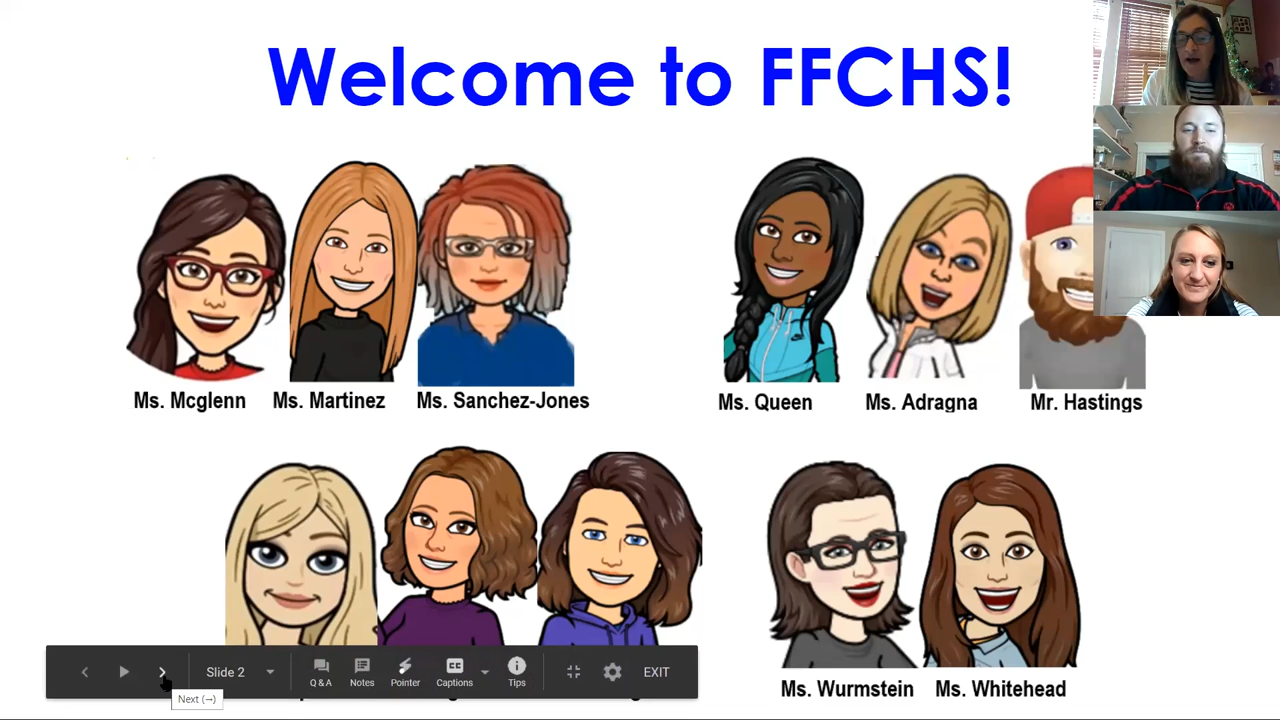 Welcome to FFCHS!
Ms. Mcglenn
Ms. Martinez
Ms. Sanchez-Jones
Ms. Queen
Ms. Adragna
Mr. Hastings
Slide 2
Q & A
Notes
Pointer
Captions
Tips
EXIT
Next (→)
Ms. Wurmstein
Ms. Whitehead